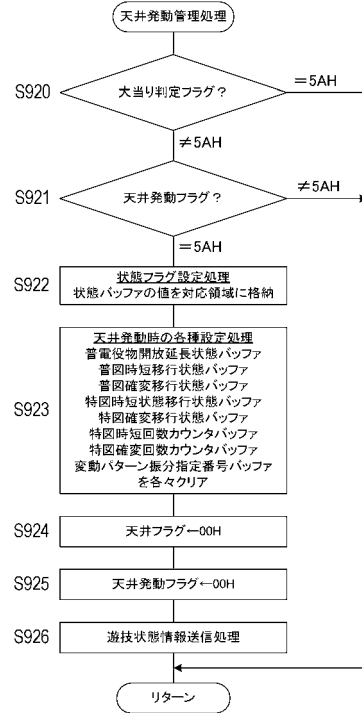 天井発動管理処理
S920
大当り判定フラグ？
＝5AH
≠5AH
S921
天井発動フラグ？
≠5AH
＝5AH
S922
状態フラグ設定処理
状態バッファの値を対応領域に格納
S923
天井発動時の各種設定処理
普電役物開放延長状態バッファ
普図時短移行状態バッファ
普図確変移行状態バッファ
特図時短状態移行状態バッファ
特図確変移行状態バッファ
特図時短回数カウンタバッファ
特図確変回数カウンタバッファ
変動パターン振分指定番号バッファ
を各々クリア
S924
天井フラグ←00H
S925
天井発動フラグ←00H
S926
遊技状態情報送信処理
リターン